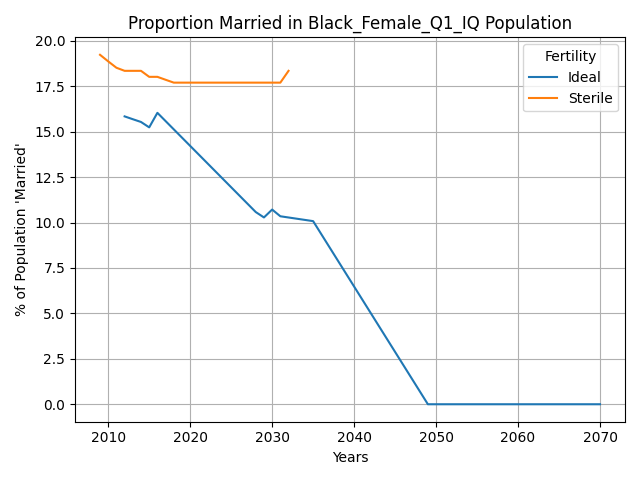 Proportion Married in Black_Female_Q1_IQ Population
% of Population 'Married'
20.0
17.5
15.0
12.5
10.0
7.5
5.0
2.5
0.0
Fertility
Ideal
Sterile
2010 2020 2030 2040 2050 2060 2070
Years